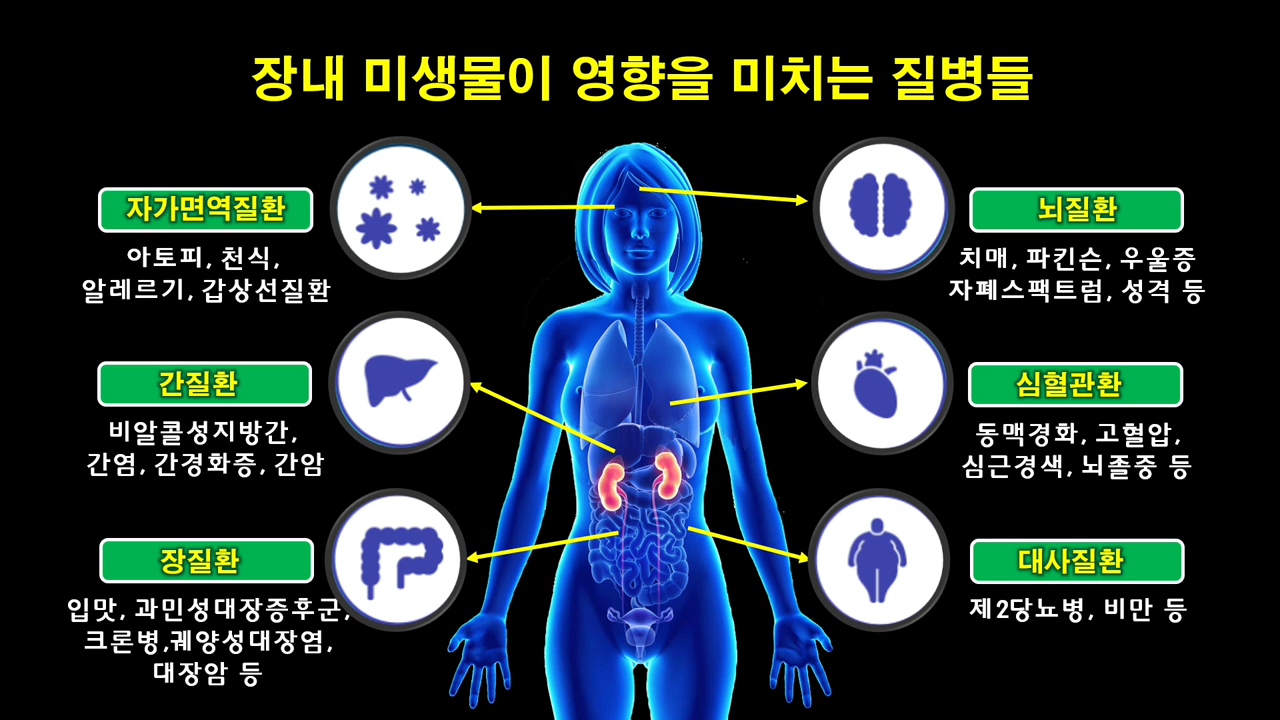 장내 미생물이 영향을 미치는 질병들
자가면역질환
아토피, 천식,
알레르기, 갑상선질환
간질환
비알콜성지방간,
간염, 간경화증, 간암
장질환
입맛, 과민성대장증후군,
크론병,궤양성대장염,
대장암 등
뇌질환
치매, 파킨슨, 우울증
자폐스팩트럼, 성격 등
심혈관환
동맥경화, 고혈압,
심근경색, 뇌졸중 등
대사질환
제2당뇨병, 비만 등